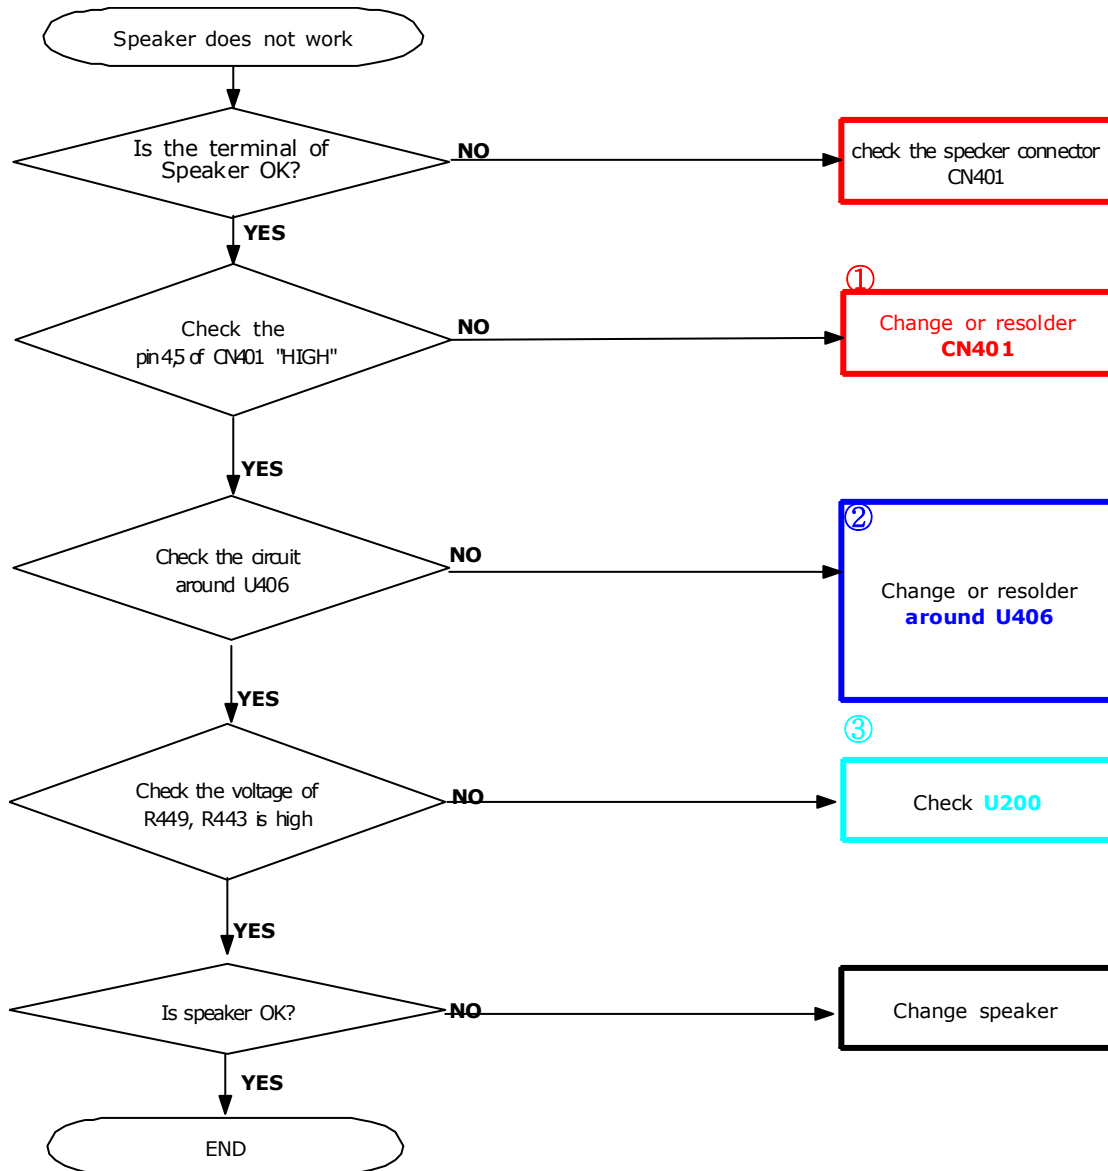 Speaker does not work
Is the terminal of
Speaker OK?
NO
check the specker connector
CN401
YES
Check the
pin4,5 of CN401 "HIGH"
NO
①
Change or resolder
CN401
YES
Check the circuit
around U406
NO
②
Change or resolder
around U406
YES
Check the voltage of
R449, R443 is high
NO
③
Check U200
YES
Is speaker OK?
NO
Change speaker
YES
END